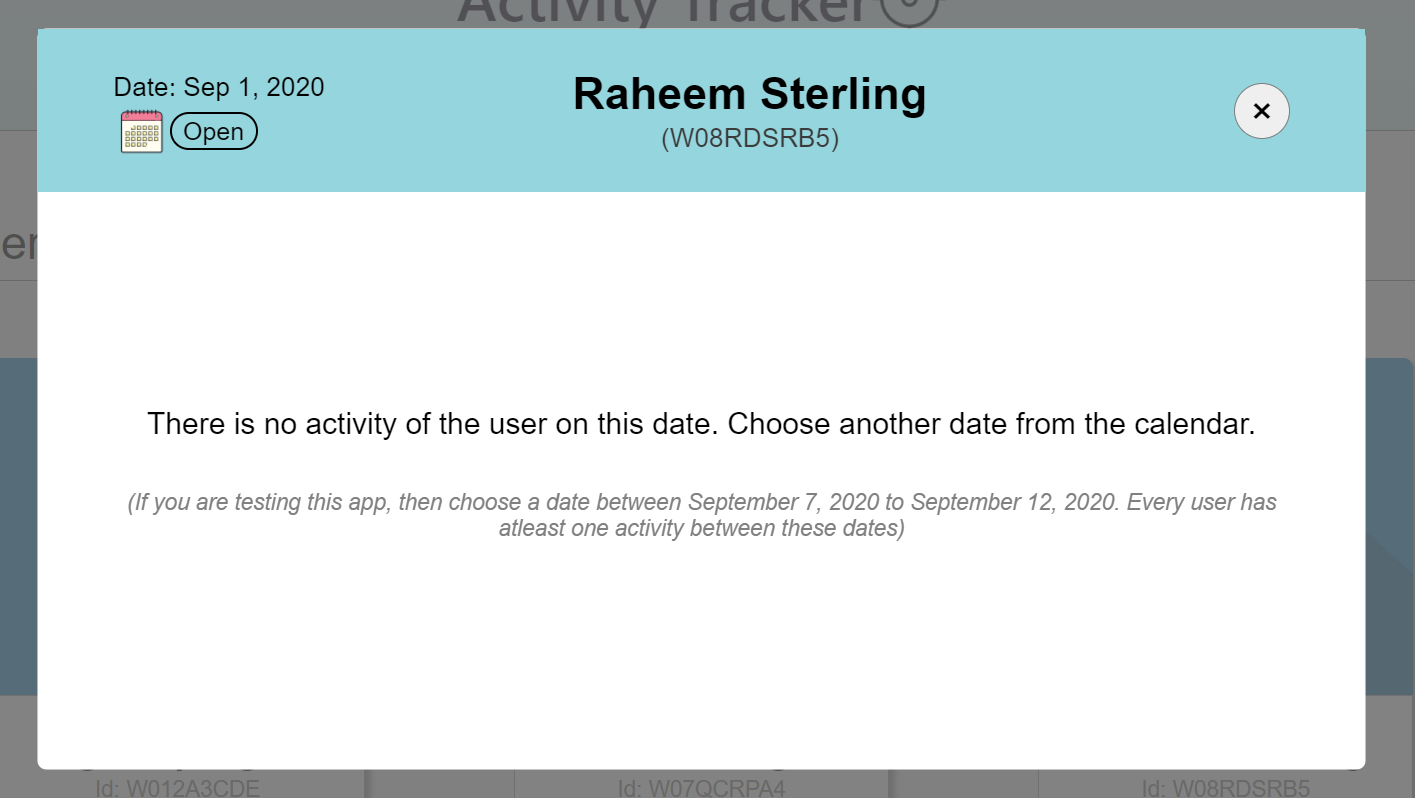 Activity Tracker
Date: Sep 1, 2020
Open
Raheem Sterling
(W08RDSRB5)
There is no activity of the user on this date. Choose another date from the calendar.
(If you are testing this app, then choose a date between September 7, 2020 to September 12, 2020. Every user has
atleast one activity between these dates)
Id: W012A3CDE
Id: W07QCRPA4
Id: W08RDSRB5